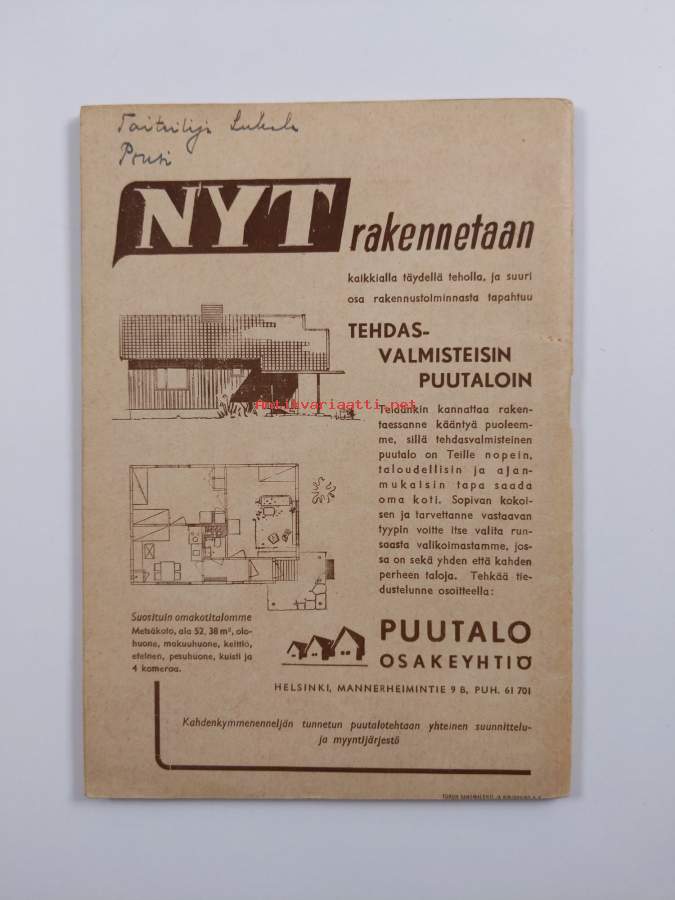 NYT rakennetaan
kaikkialla täydellä teholla, ja suuri
osa rakennustoiminnasta tapahtuu
TEHDAS-
VALMISTEISIN
PUUTALOIN
Antikvariaatti.net
Teidänkin kannattaa raken-
taessanne kääntyä puoleem-
me, sillä tehdasvalmisteinen
puutalo on Teille nopein,
taloudellisin ja ajan-
mukaisin tapa saada
oma koti. Sopivan kokoi-
sen ja tarvettanne vastaavan
tyypin voitte itse valita run-
saasta valikoimastamme, jos-
sa on sekä yhden että kahden
perheen taloja. Tehkää tie-
dustelunne osoitteella:
Suosituin omakotitalomme
Metsäkoto, ala 52,38 m², olo-
huone, makuuhuone, keittiö,
eteinen, pesuhuone, kuisti ja
4 komeroa.
PUUTALO
OSAKEYHTIÖ
HELSINKI, MANNERHEIMINTIE 9 B, PUH. 61 701
Kahdenkymmenenneljän tunnetun puutalotehtaan yhteinen suunnittelu-
ja myyntijärjestö